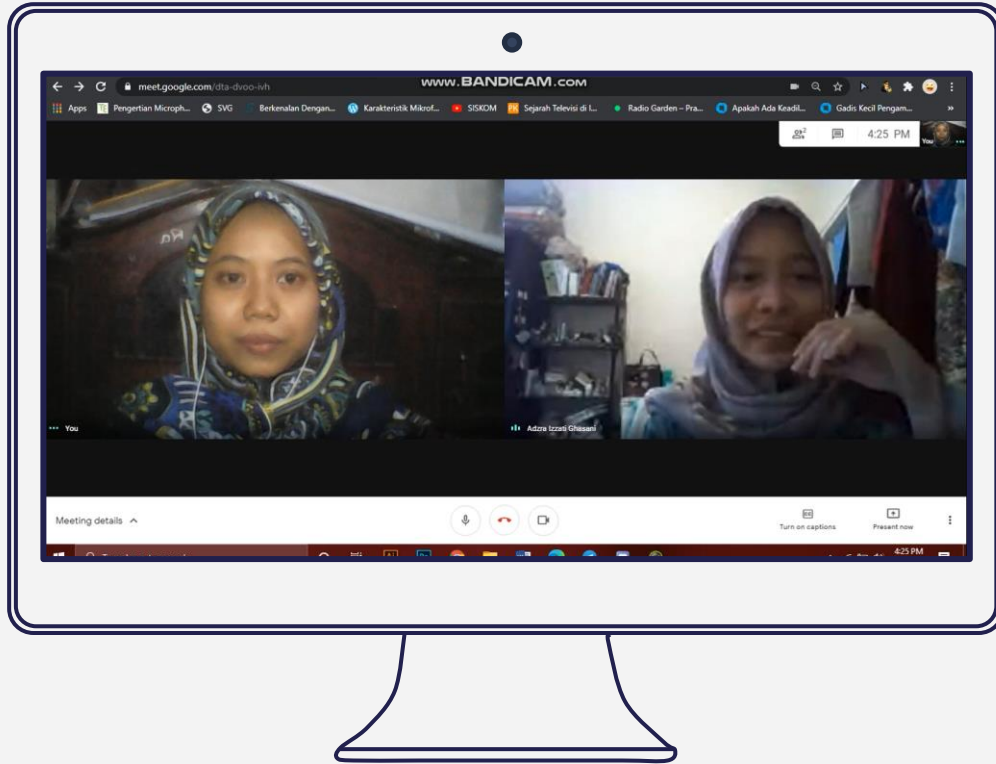 meet.google.com/dta-dvoo-ivh
WWW.BANDICAM.COM
Apps
Pengertian Microph...
SVG
Berkenalan Dengan...
Karakteristik Mikrof...
SISKOM
Sejarah Televisi di I...
Radio Garden – Pra...
Apakah Ada Keadil...
Gadis Kecil Pengam...
»
2
4:25 PM
You
You
Adzra Izzati Ghasani
Meeting details
Turn on captions
Present now
4:25 PM